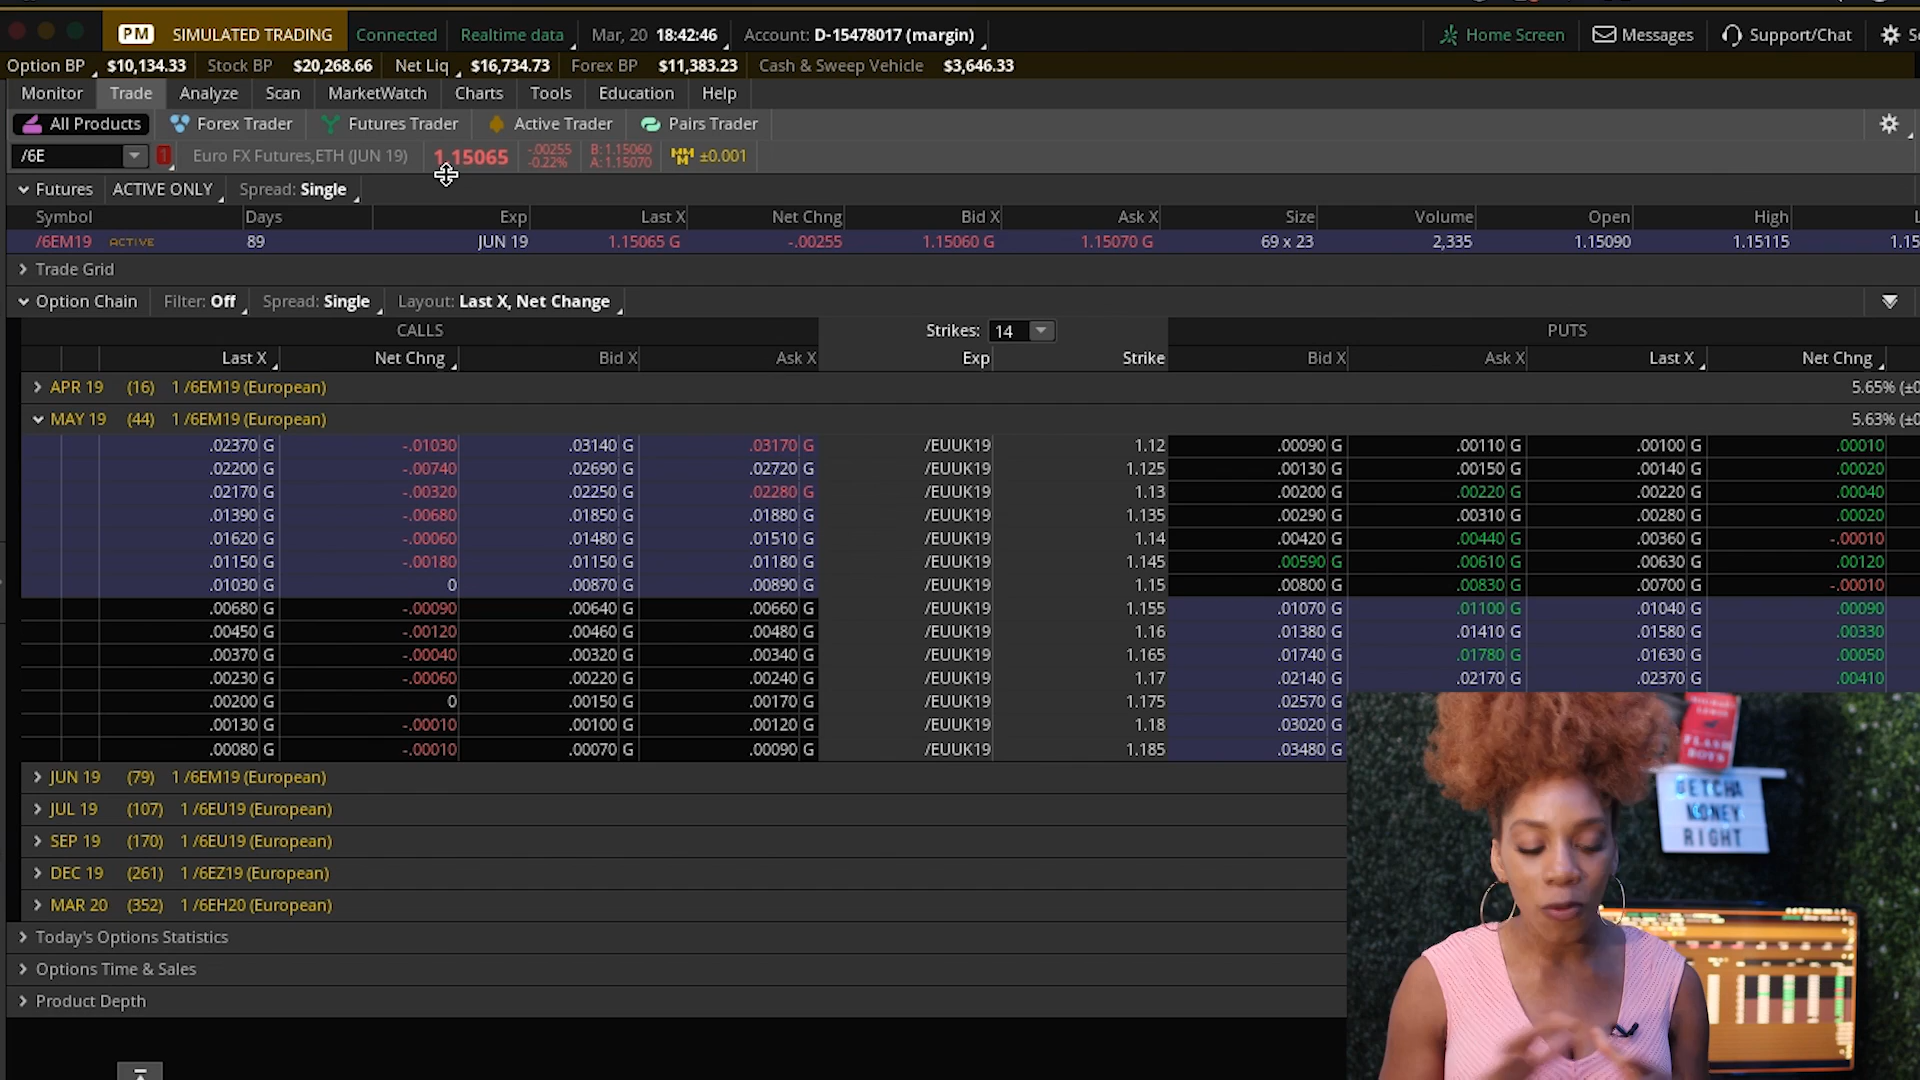 PM SIMULATED TRADING Connected Realtime data Mar, 20 18:42:46 Account: D-15478017 (margin) Home Screen Messages Support/Chat
Option BP $10,134.33 Stock BP $20,268.66 Net Liq $16,734.73 Forex BP $11,383.23 Cash & Sweep Vehicle $3,646.33
Monitor Trade Analyze Scan MarketWatch Charts Tools Education Help
All Products Forex Trader Futures Trader Active Trader Pairs Trader
/6E 1 Euro FX Futures,ETH (JUN 19) 1.15065 -.00255 -0.22% B: 1.15060 A: 1.15070 MMM ±0.001
Futures ACTIVE ONLY Spread: Single
Symbol Days Exp Last X Net Chng Bid X Ask X Size Volume Open High L
/6EM19 ACTIVE 89 JUN 19 1.15065 G -.00255 1.15060 G 1.15070 G 69 x 23 2,335 1.15090 1.15115 1.15
Trade Grid
Option Chain Filter: Off Spread: Single Layout: Last X, Net Change
CALLS Strikes: 14 PUTS
Last X Net Chng Bid X Ask X Exp Strike Bid X Ask X Last X Net Chng
APR 19 (16) 1 /6EM19 (European) 5.65% (±0
MAY 19 (44) 1 /6EM19 (European) 5.63% (±0
.02370 G -.01030 .03140 G .03170 G /EUUK19 1.12 .00090 G .00110 G .00100 G .00010
.02200 G -.00740 .02690 G .02720 G /EUUK19 1.125 .00130 G .00150 G .00140 G .00020
.02170 G -.00320 .02250 G .02280 G /EUUK19 1.13 .00200 G .00220 G .00220 G .00040
.01390 G -.00680 .01850 G .01880 G /EUUK19 1.135 .00290 G .00310 G .00280 G .00020
.01620 G -.00060 .01480 G .01510 G /EUUK19 1.14 .00420 G .00440 G .00360 G -.00010
.01150 G -.00180 .01150 G .01180 G /EUUK19 1.145 .00590 G .00610 G .00630 G .00120
.01030 G 0 .00870 G .00890 G /EUUK19 1.15 .00800 G .00830 G .00700 G -.00010
.00680 G -.00090 .00640 G .00660 G /EUUK19 1.155 .01070 G .01100 G .01040 G .00090
.00450 G -.00120 .00460 G .00480 G /EUUK19 1.16 .01380 G .01410 G .01580 G .00330
.00370 G -.00040 .00320 G .00340 G /EUUK19 1.165 .01740 G .01780 G .01630 G .00050
.00230 G -.00060 .00220 G .00240 G /EUUK19 1.17 .02140 G .02170 G .02370 G .00410
.00200 G 0 .00150 G .00170 G /EUUK19 1.175 .02570 G
.00130 G -.00010 .00100 G .00120 G /EUUK19 1.18 .03020 G
.00080 G -.00010 .00070 G .00090 G /EUUK19 1.185 .03480 G
JUN 19 (79) 1 /6EM19 (European)
JUL 19 (107) 1 /6EU19 (European)
SEP 19 (170) 1 /6EU19 (European)
DEC 19 (261) 1 /6EZ19 (European)
MAR 20 (352) 1 /6EH20 (European)
Today's Options Statistics
Options Time & Sales
Product Depth
FLASH
BOYS
GETCHA
MONEY
RIGHT